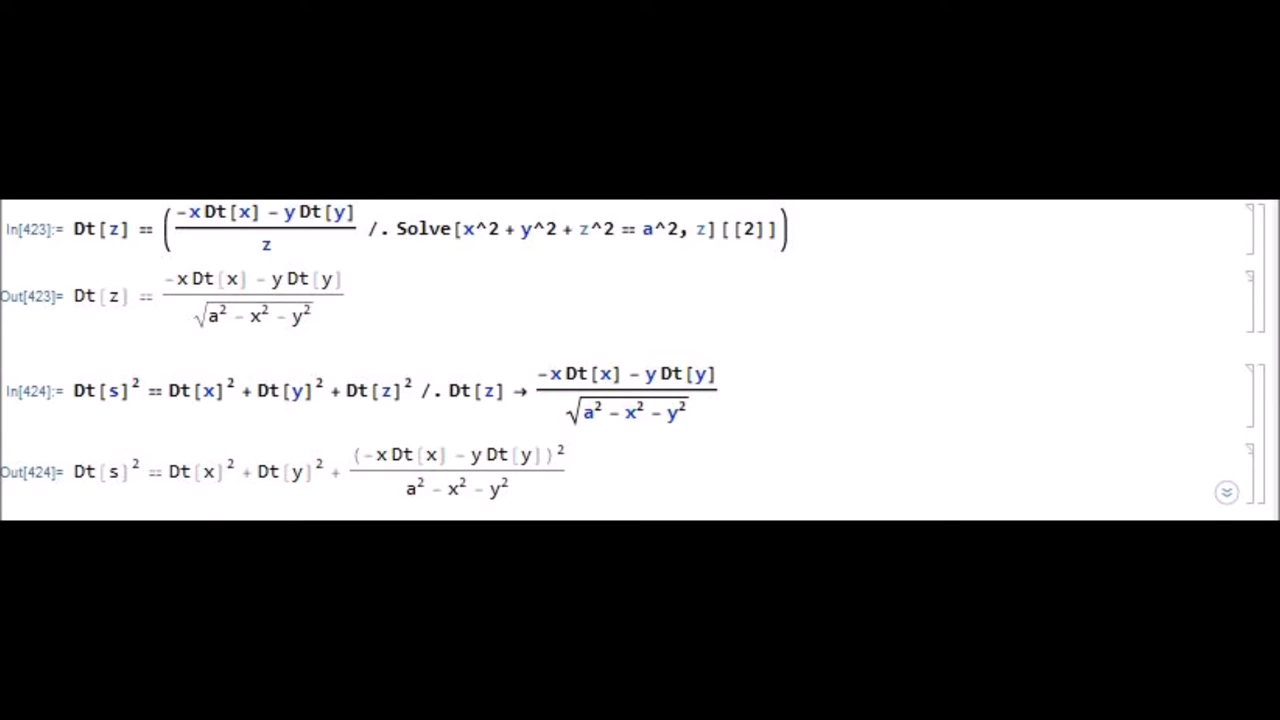 In[423]:= Dt[z] == ((-x Dt[x] - y Dt[y])/z /. Solve[x^2 + y^2 + z^2 == a^2, z][[2]])
Out[423]= Dt[z] == (-x Dt[x] - y Dt[y])/√(a² - x² - y²)
In[424]:= Dt[s]² == Dt[x]² + Dt[y]² + Dt[z]² /. Dt[z] → (-x Dt[x] - y Dt[y])/√(a² - x² - y²)
Out[424]= Dt[s]² == Dt[x]² + Dt[y]² + (-x Dt[x] - y Dt[y])²/(a² - x² - y²)